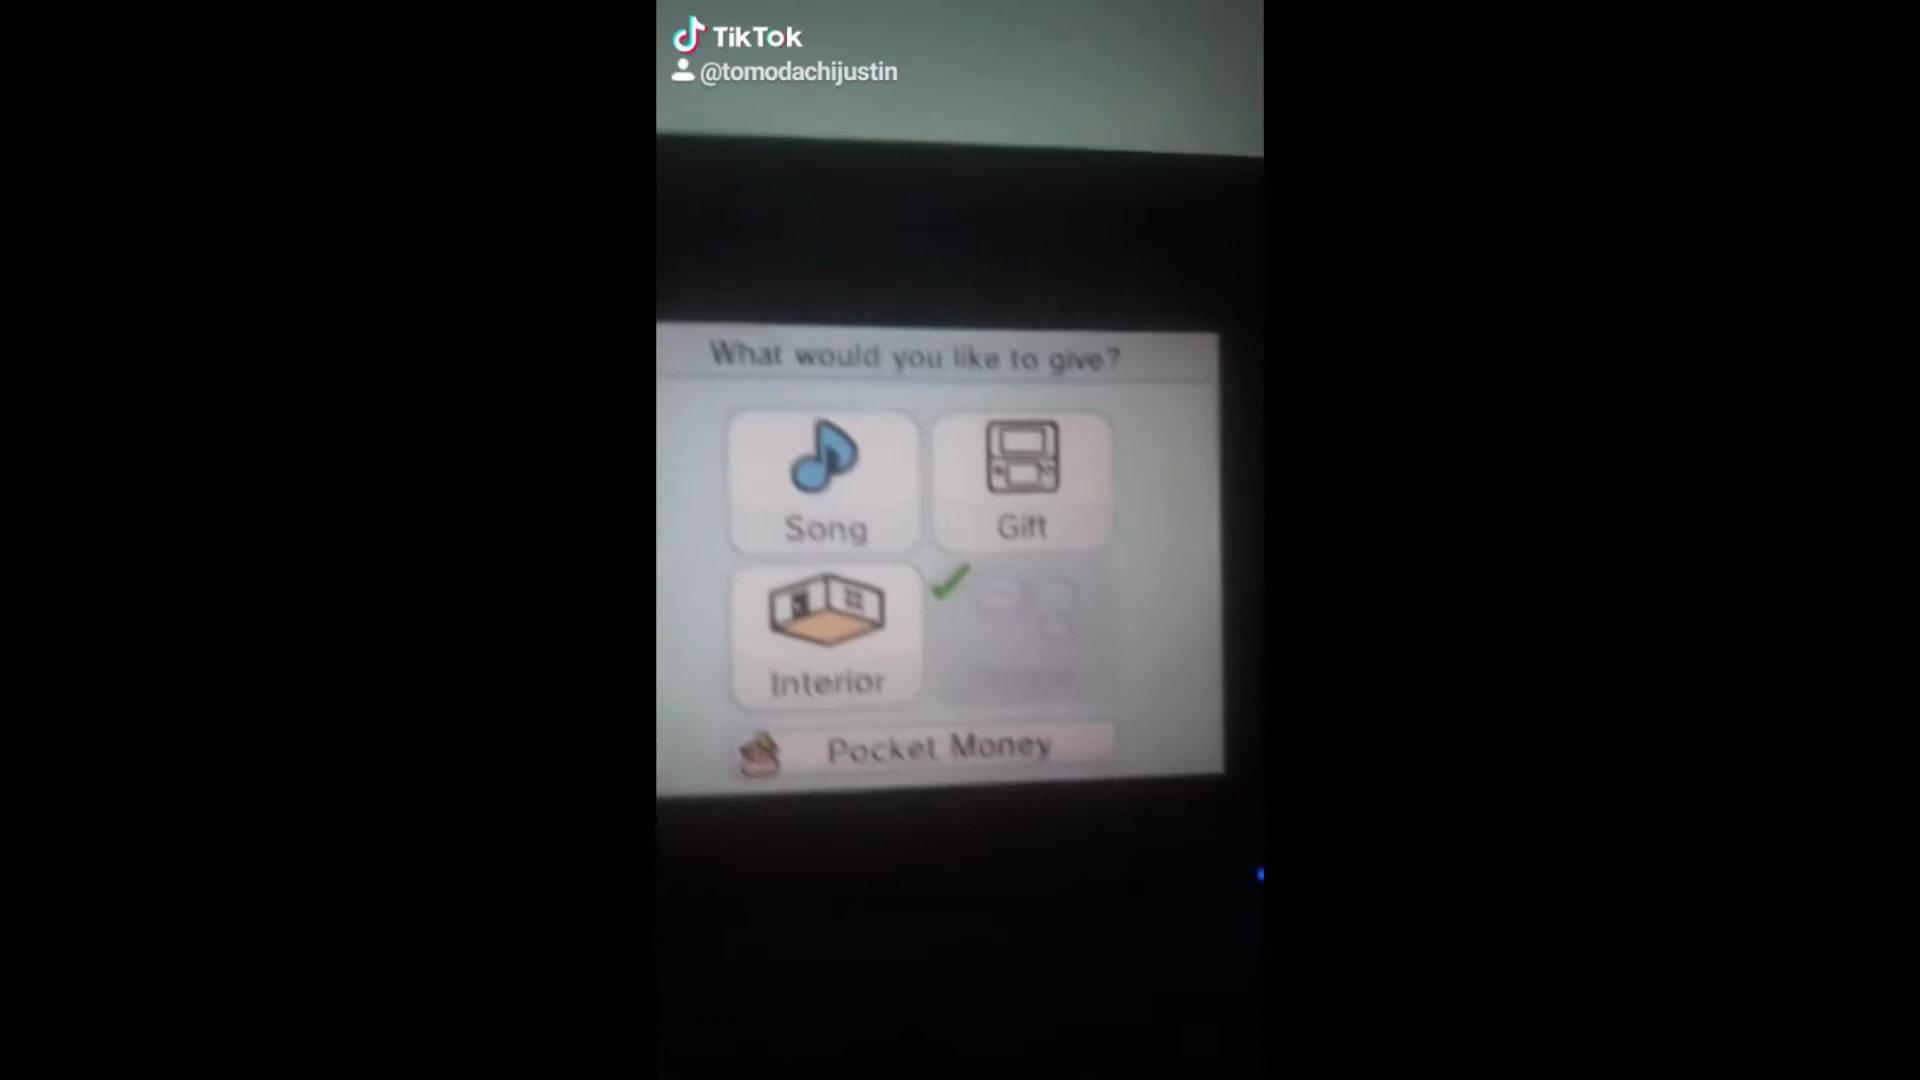 TikTok
@tomodachijustin
What would you like to give?
Song
Gift
Interior
Pocket Money